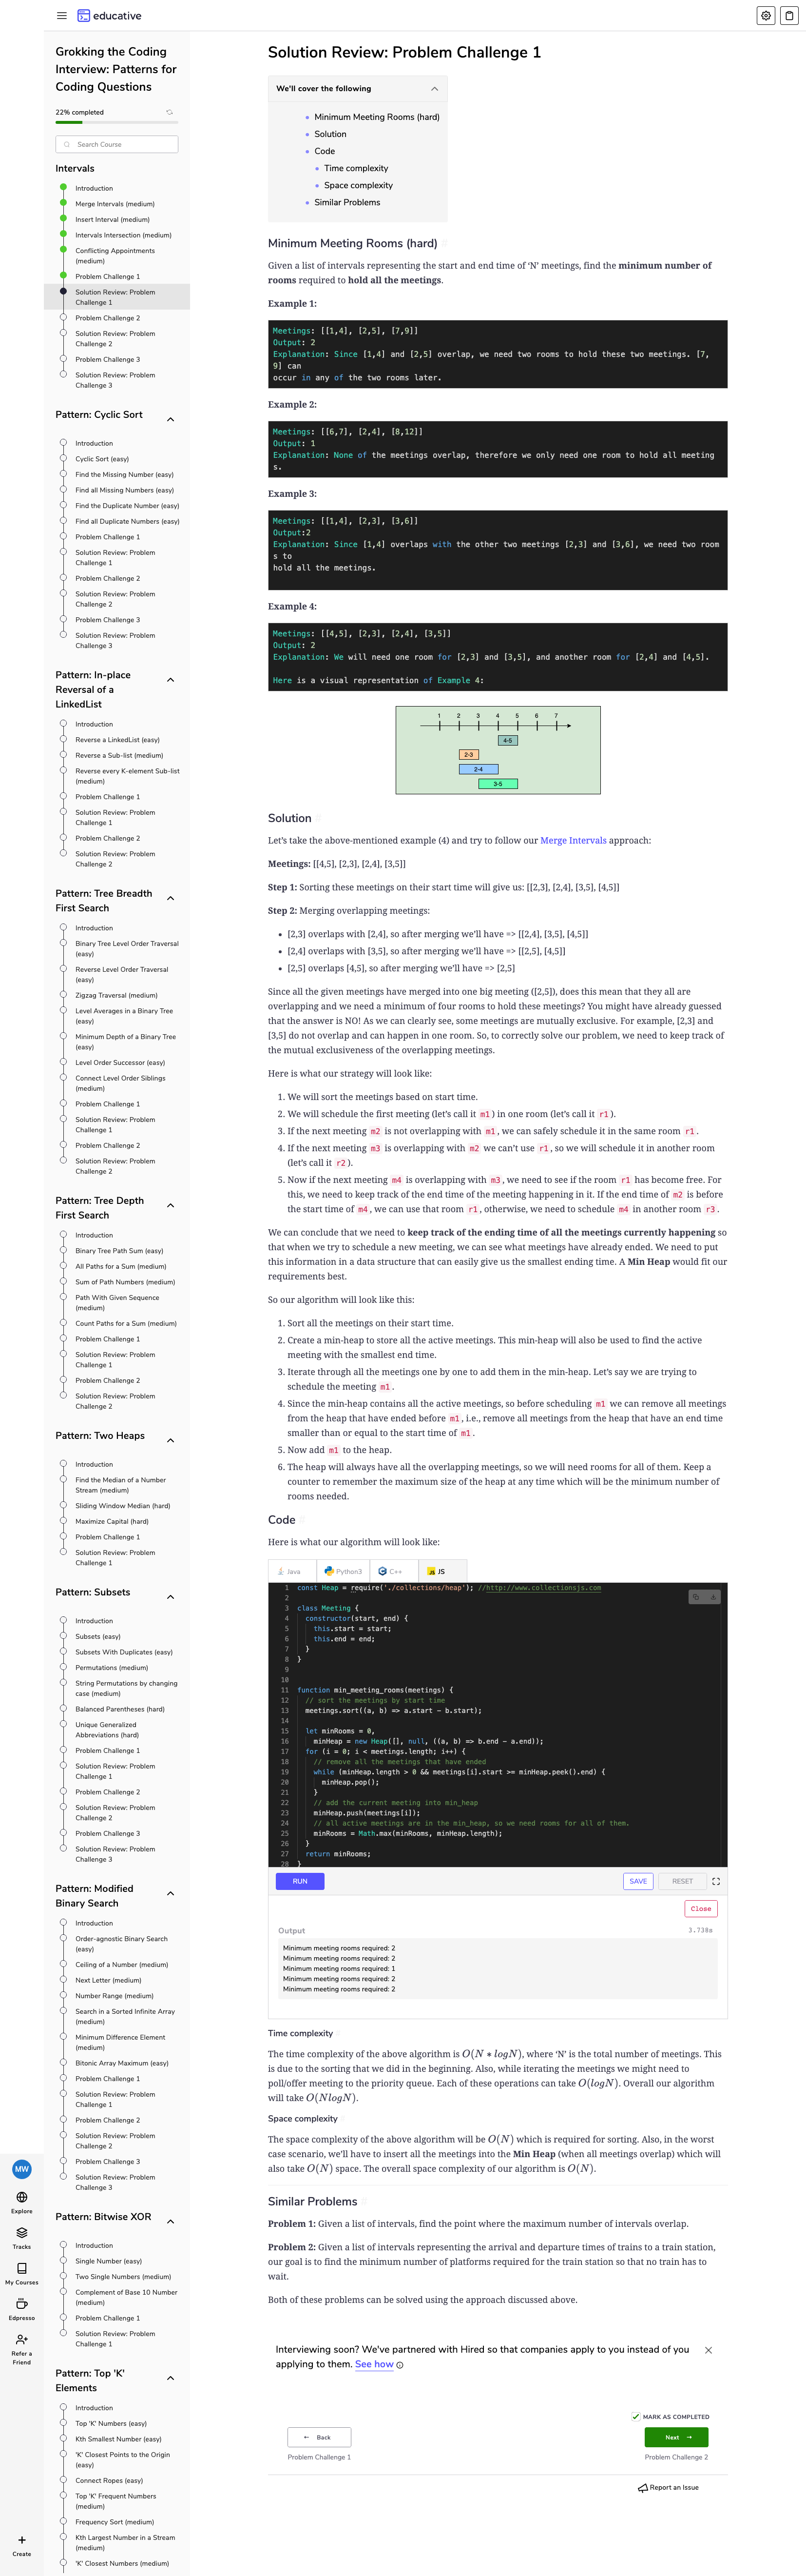 educative
Grokking the Coding
Interview: Patterns for
Coding Questions
22% completed
Search Course
Intervals
Introduction
Merge Intervals (medium)
Insert Interval (medium)
Intervals Intersection (medium)
Conflicting Appointments
(medium)
Problem Challenge 1
Solution Review: Problem
Challenge 1
Problem Challenge 2
Solution Review: Problem
Challenge 2
Problem Challenge 3
Solution Review: Problem
Challenge 3
Pattern: Cyclic Sort
Introduction
Cyclic Sort (easy)
Find the Missing Number (easy)
Find all Missing Numbers (easy)
Find the Duplicate Number (easy)
Find all Duplicate Numbers (easy)
Problem Challenge 1
Solution Review: Problem
Challenge 1
Problem Challenge 2
Solution Review: Problem
Challenge 2
Problem Challenge 3
Solution Review: Problem
Challenge 3
Pattern: In-place
Reversal of a
LinkedList
Introduction
Reverse a LinkedList (easy)
Reverse a Sub-list (medium)
Reverse every K-element Sub-list
(medium)
Problem Challenge 1
Solution Review: Problem
Challenge 1
Problem Challenge 2
Solution Review: Problem
Challenge 2
Pattern: Tree Breadth
First Search
Introduction
Binary Tree Level Order Traversal
(easy)
Reverse Level Order Traversal
(easy)
Zigzag Traversal (medium)
Level Averages in a Binary Tree
(easy)
Minimum Depth of a Binary Tree
(easy)
Level Order Successor (easy)
Connect Level Order Siblings
(medium)
Problem Challenge 1
Solution Review: Problem
Challenge 1
Problem Challenge 2
Solution Review: Problem
Challenge 2
Pattern: Tree Depth
First Search
Introduction
Binary Tree Path Sum (easy)
All Paths for a Sum (medium)
Sum of Path Numbers (medium)
Path With Given Sequence
(medium)
Count Paths for a Sum (medium)
Problem Challenge 1
Solution Review: Problem
Challenge 1
Problem Challenge 2
Solution Review: Problem
Challenge 2
Pattern: Two Heaps
Introduction
Find the Median of a Number
Stream (medium)
Sliding Window Median (hard)
Maximize Capital (hard)
Problem Challenge 1
Solution Review: Problem
Challenge 1
Pattern: Subsets
Introduction
Subsets (easy)
Subsets With Duplicates (easy)
Permutations (medium)
String Permutations by changing
case (medium)
Balanced Parentheses (hard)
Unique Generalized
Abbreviations (hard)
Problem Challenge 1
Solution Review: Problem
Challenge 1
Problem Challenge 2
Solution Review: Problem
Challenge 2
Problem Challenge 3
Solution Review: Problem
Challenge 3
Pattern: Modified
Binary Search
Introduction
Order-agnostic Binary Search
(easy)
Ceiling of a Number (medium)
Next Letter (medium)
Number Range (medium)
Search in a Sorted Infinite Array
(medium)
Minimum Difference Element
(medium)
Bitonic Array Maximum (easy)
Problem Challenge 1
Solution Review: Problem
Challenge 1
Problem Challenge 2
Solution Review: Problem
Challenge 2
Problem Challenge 3
Solution Review: Problem
Challenge 3
Pattern: Bitwise XOR
Introduction
Single Number (easy)
Two Single Numbers (medium)
Complement of Base 10 Number
(medium)
Problem Challenge 1
Solution Review: Problem
Challenge 1
Pattern: Top 'K'
Elements
Introduction
Top 'K' Numbers (easy)
Kth Smallest Number (easy)
'K' Closest Points to the Origin
(easy)
Connect Ropes (easy)
Top 'K' Frequent Numbers
(medium)
Frequency Sort (medium)
Kth Largest Number in a Stream
(medium)
'K' Closest Numbers (medium)
MW
Explore
Tracks
My Courses
Edpresso
Refer a
Friend
Create
Solution Review: Problem Challenge 1
We'll cover the following
Minimum Meeting Rooms (hard)
Solution
Code
Time complexity
Space complexity
Similar Problems
Minimum Meeting Rooms (hard)
Given a list of intervals representing the start and end time of ‘N’ meetings, find the minimum number of
rooms required to hold all the meetings.
Example 1:
Meetings: [[1,4], [2,5], [7,9]]
Output: 2
Explanation: Since [1,4] and [2,5] overlap, we need two rooms to hold these two meetings. [7,
9] can
occur in any of the two rooms later.
Example 2:
Meetings: [[6,7], [2,4], [8,12]]
Output: 1
Explanation: None of the meetings overlap, therefore we only need one room to hold all meeting
s.
Example 3:
Meetings: [[1,4], [2,3], [3,6]]
Output:2
Explanation: Since [1,4] overlaps with the other two meetings [2,3] and [3,6], we need two room
s to
hold all the meetings.
Example 4:
Meetings: [[4,5], [2,3], [2,4], [3,5]]
Output: 2
Explanation: We will need one room for [2,3] and [3,5], and another room for [2,4] and [4,5].
Here is a visual representation of Example 4:
1 2 3 4 5 6 7
4-5
2-3
2-4
3-5
Solution
Let’s take the above-mentioned example (4) and try to follow our Merge Intervals approach:
Meetings: [[4,5], [2,3], [2,4], [3,5]]
Step 1: Sorting these meetings on their start time will give us: [[2,3], [2,4], [3,5], [4,5]]
Step 2: Merging overlapping meetings:
[2,3] overlaps with [2,4], so after merging we’ll have => [[2,4], [3,5], [4,5]]
[2,4] overlaps with [3,5], so after merging we’ll have => [[2,5], [4,5]]
[2,5] overlaps [4,5], so after merging we’ll have => [2,5]
Since all the given meetings have merged into one big meeting ([2,5]), does this mean that they all are
overlapping and we need a minimum of four rooms to hold these meetings? You might have already guessed
that the answer is NO! As we can clearly see, some meetings are mutually exclusive. For example, [2,3] and
[3,5] do not overlap and can happen in one room. So, to correctly solve our problem, we need to keep track of
the mutual exclusiveness of the overlapping meetings.
Here is what our strategy will look like:
1. We will sort the meetings based on start time.
2. We will schedule the first meeting (let’s call it m1) in one room (let’s call it r1).
3. If the next meeting m2 is not overlapping with m1, we can safely schedule it in the same room r1.
4. If the next meeting m3 is overlapping with m2 we can’t use r1, so we will schedule it in another room
(let’s call it r2).
5. Now if the next meeting m4 is overlapping with m3, we need to see if the room r1 has become free. For
this, we need to keep track of the end time of the meeting happening in it. If the end time of m2 is before
the start time of m4, we can use that room r1, otherwise, we need to schedule m4 in another room r3.
We can conclude that we need to keep track of the ending time of all the meetings currently happening so
that when we try to schedule a new meeting, we can see what meetings have already ended. We need to put
this information in a data structure that can easily give us the smallest ending time. A Min Heap would fit our
requirements best.
So our algorithm will look like this:
1. Sort all the meetings on their start time.
2. Create a min-heap to store all the active meetings. This min-heap will also be used to find the active
meeting with the smallest end time.
3. Iterate through all the meetings one by one to add them in the min-heap. Let’s say we are trying to
schedule the meeting m1.
4. Since the min-heap contains all the active meetings, so before scheduling m1 we can remove all meetings
from the heap that have ended before m1, i.e., remove all meetings from the heap that have an end time
smaller than or equal to the start time of m1.
5. Now add m1 to the heap.
6. The heap will always have all the overlapping meetings, so we will need rooms for all of them. Keep a
counter to remember the maximum size of the heap at any time which will be the minimum number of
rooms needed.
Code
Here is what our algorithm will look like:
Java Python3 C++ JS
1 const Heap = require('./collections/heap'); //http://www.collectionsjs.com
2
3 class Meeting {
4 constructor(start, end) {
5 this.start = start;
6 this.end = end;
7 }
8 }
9
10
11 function min_meeting_rooms(meetings) {
12 // sort the meetings by start time
13 meetings.sort((a, b) => a.start - b.start);
14
15 let minRooms = 0,
16 minHeap = new Heap([], null, ((a, b) => b.end - a.end));
17 for (i = 0; i < meetings.length; i++) {
18 // remove all the meetings that have ended
19 while (minHeap.length > 0 && meetings[i].start >= minHeap.peek().end) {
20 minHeap.pop();
21 }
22 // add the current meeting into min_heap
23 minHeap.push(meetings[i]);
24 // all active meetings are in the min_heap, so we need rooms for all of them.
25 minRooms = Math.max(minRooms, minHeap.length);
26 }
27 return minRooms;
28 }
RUN SAVE RESET
Close
Output 3.738s
Minimum meeting rooms required: 2
Minimum meeting rooms required: 2
Minimum meeting rooms required: 1
Minimum meeting rooms required: 2
Minimum meeting rooms required: 2
Time complexity
The time complexity of the above algorithm is O(N ∗ logN), where ‘N’ is the total number of meetings. This
is due to the sorting that we did in the beginning. Also, while iterating the meetings we might need to
poll/offer meeting to the priority queue. Each of these operations can take O(logN). Overall our algorithm
will take O(NlogN).
Space complexity
The space complexity of the above algorithm will be O(N) which is required for sorting. Also, in the worst
case scenario, we’ll have to insert all the meetings into the Min Heap (when all meetings overlap) which will
also take O(N) space. The overall space complexity of our algorithm is O(N).
Similar Problems
Problem 1: Given a list of intervals, find the point where the maximum number of intervals overlap.
Problem 2: Given a list of intervals representing the arrival and departure times of trains to a train station,
our goal is to find the minimum number of platforms required for the train station so that no train has to
wait.
Both of these problems can be solved using the approach discussed above.
Interviewing soon? We've partnered with Hired so that companies apply to you instead of you
applying to them. See how
MARK AS COMPLETED
← Back
Next →
Problem Challenge 1
Problem Challenge 2
Report an Issue